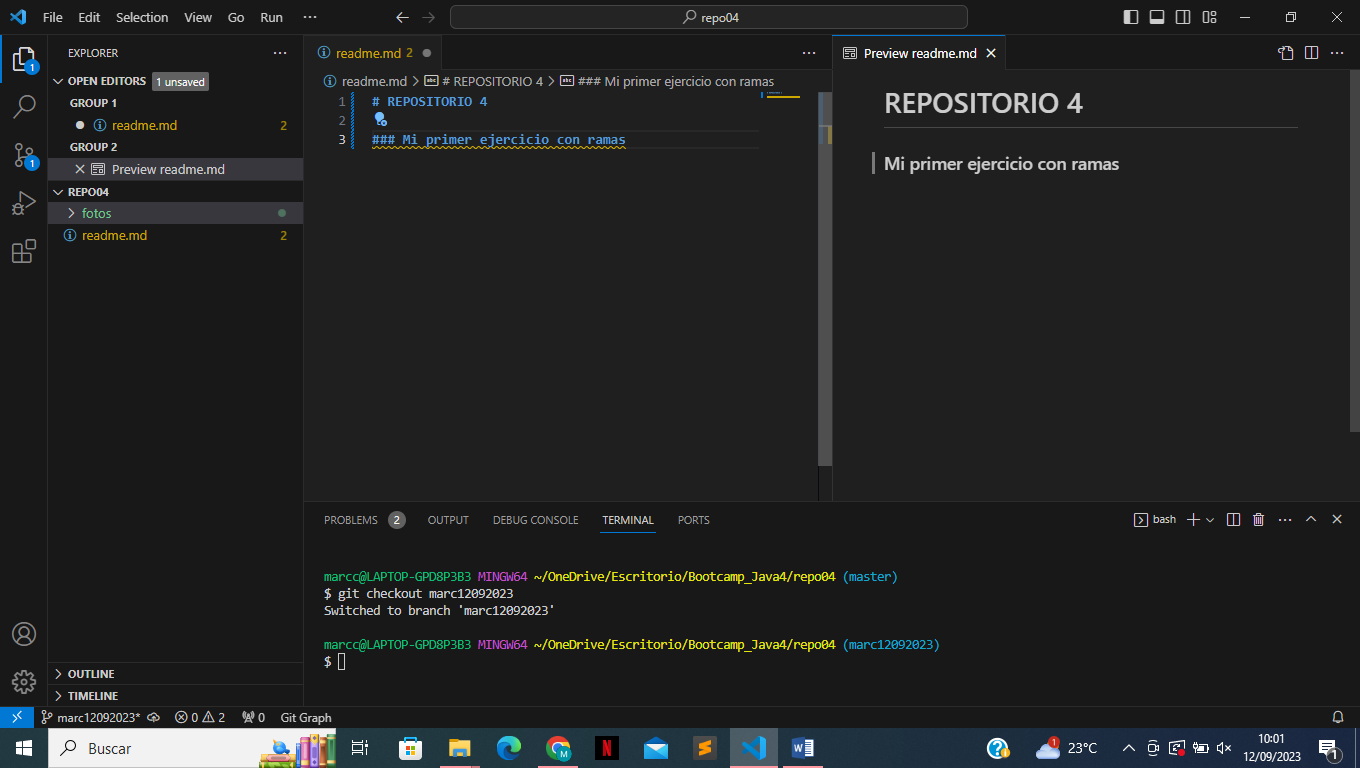 File Edit Selection View Go Run ···
repo04
EXPLORER
OPEN EDITORS 1 unsaved
GROUP 1
readme.md 2
GROUP 2
Preview readme.md
REPO04
fotos
readme.md 2
OUTLINE
TIMELINE
readme.md 2
readme.md > # REPOSITORIO 4 > ### Mi primer ejercicio con ramas
1 # REPOSITORIO 4
2
3 ### Mi primer ejercicio con ramas
Preview readme.md
REPOSITORIO 4
Mi primer ejercicio con ramas
PROBLEMS 2 OUTPUT DEBUG CONSOLE TERMINAL PORTS
bash
marcc@LAPTOP-GPD8P3B3 MINGW64 ~/OneDrive/Escritorio/Bootcamp_Java4/repo04 (master)
$ git checkout marc12092023
Switched to branch 'marc12092023'
marcc@LAPTOP-GPD8P3B3 MINGW64 ~/OneDrive/Escritorio/Bootcamp_Java4/repo04 (marc12092023)
$
1
1
marc12092023* 0 2 0 Git Graph
Buscar
23°C
10:01
12/09/2023
1